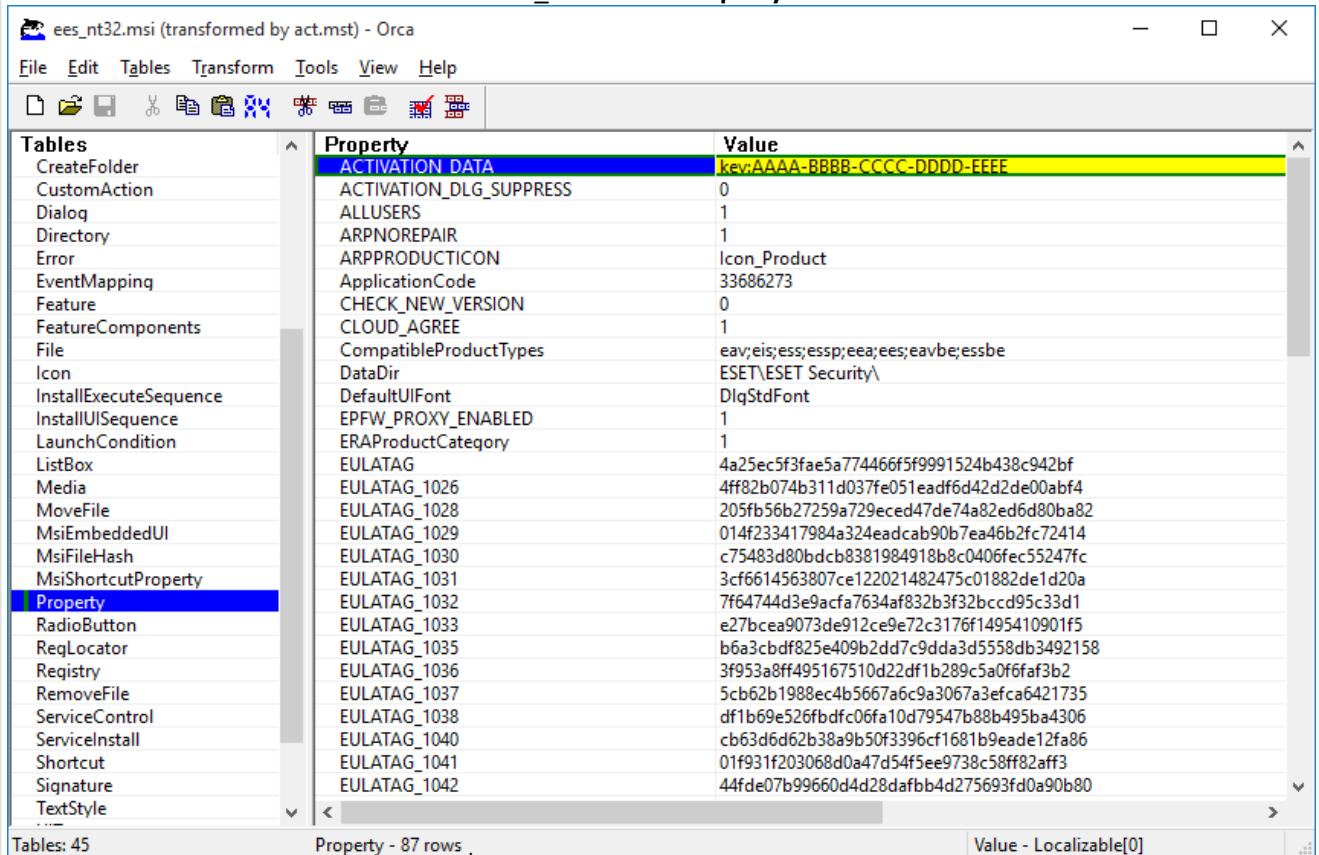 ees_nt32.msi (transformed by act.mst) - Orca
File Edit Tables Transform Tools View Help
Tables
CreateFolder
CustomAction
Dialog
Directory
Error
EventMapping
Feature
FeatureComponents
File
Icon
InstallExecuteSequence
InstallUISequence
LaunchCondition
ListBox
Media
MoveFile
MsiEmbeddedUI
MsiFileHash
MsiShortcutProperty
Property
RadioButton
RegLocator
Registry
RemoveFile
ServiceControl
ServiceInstall
Shortcut
Signature
TextStyle
Property Value
ACTIVATION_DATA key:AAAA-BBBB-CCCC-DDDD-EEEE
ACTIVATION_DLG_SUPPRESS 0
ALLUSERS 1
ARPNOREPAIR 1
ARPPRODUCTICON Icon_Product
ApplicationCode 33686273
CHECK_NEW_VERSION 0
CLOUD_AGREE 1
CompatibleProductTypes eav;eis;ess;essp;eea;ees;eavbe;essbe
DataDir ESET\ESET Security\
DefaultUIFont DlgStdFont
EPFW_PROXY_ENABLED 1
ERAProductCategory 1
EULATAG 4a25ec5f3fae5a774466f5f9991524b438c942bf
EULATAG_1026 4ff82b074b311d037fe051eadf6d42d2de00abf4
EULATAG_1028 205fb56b27259a729eced47de74a82ed6d80ba82
EULATAG_1029 014f233417984a324eadcab90b7ea46b2fc72414
EULATAG_1030 c75483d80bdcb8381984918b8c0406fec55247fc
EULATAG_1031 3cf6614563807ce122021482475c01882de1d20a
EULATAG_1032 7f64744d3e9acfa7634af832b3f32bccd95c33d1
EULATAG_1033 e27bcea9073de912ce9e72c3176f1495410901f5
EULATAG_1035 b6a3cbdf825e409b2dd7c9dda3d5558db3492158
EULATAG_1036 3f953a8ff495167510d22df1b289c5a0f6faf3b2
EULATAG_1037 5cb62b1988ec4b5667a6c9a3067a3efca6421735
EULATAG_1038 df1b69e526fbdfc06fa10d79547b88b495ba4306
EULATAG_1040 cb63d6d62b38a9b50f3396cf1681b9eade12fa86
EULATAG_1041 01f931f203068d0a47d54f5ee9738c58ff82aff3
EULATAG_1042 44fde07b99660d4d28dafbb4d275693fd0a90b80
Tables: 45 Property - 87 rows Value - Localizable[0]